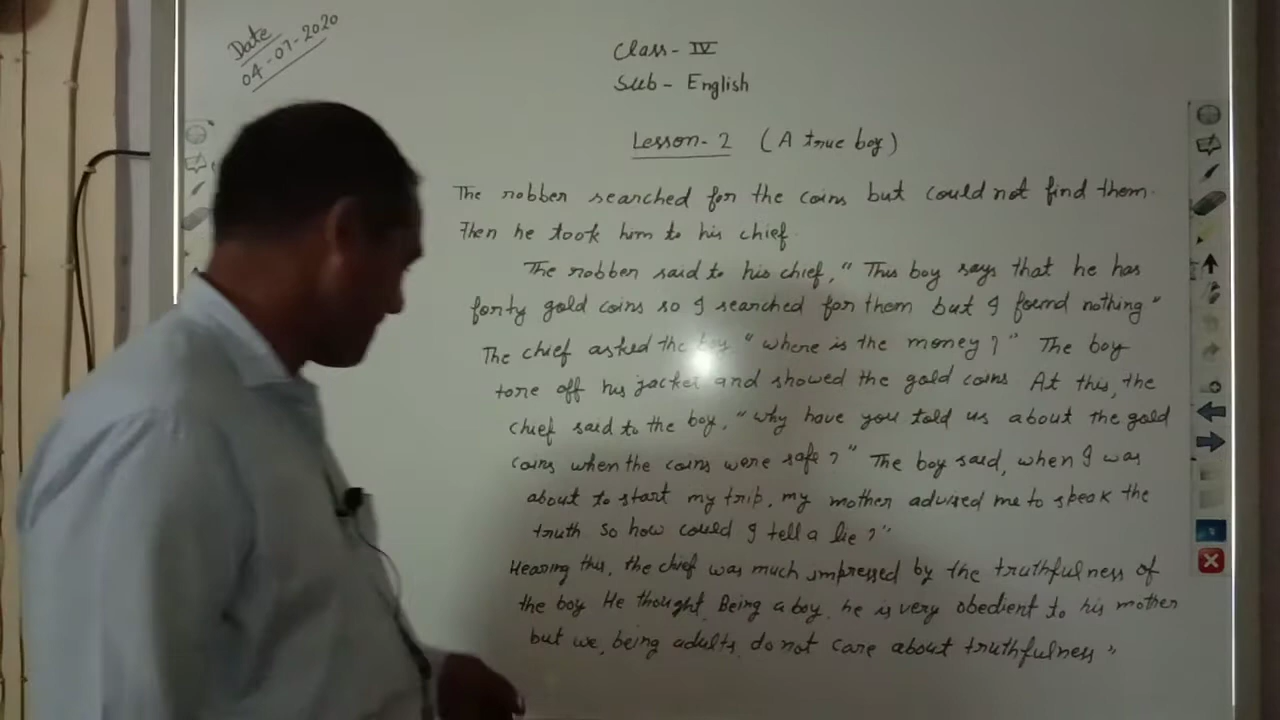 Date
04-07-2020
Class - IV
Sub - English
Lesson - 2 (A true boy)
The robber searched for the coins but could not find them.
Then he took him to his chief.
The robber said to his chief, "This boy says that he has
forty gold coins so I searched for them but I found nothing"
The chief asked the boy "where is the money?" The boy
tore off his jacket and showed the gold coins At this, the
chief said to the boy, "why have you told us about the gold
coins when the coins were safe?" The boy said, when I was
about to start my trip, my mother advised me to speak the
truth so how could I tell a lie?"
Hearing this, the chief was much impressed by the truthfulness of
the boy He thought, Being a boy, he is very obedient to his mother
but we, being adults, do not care about truthfulness"